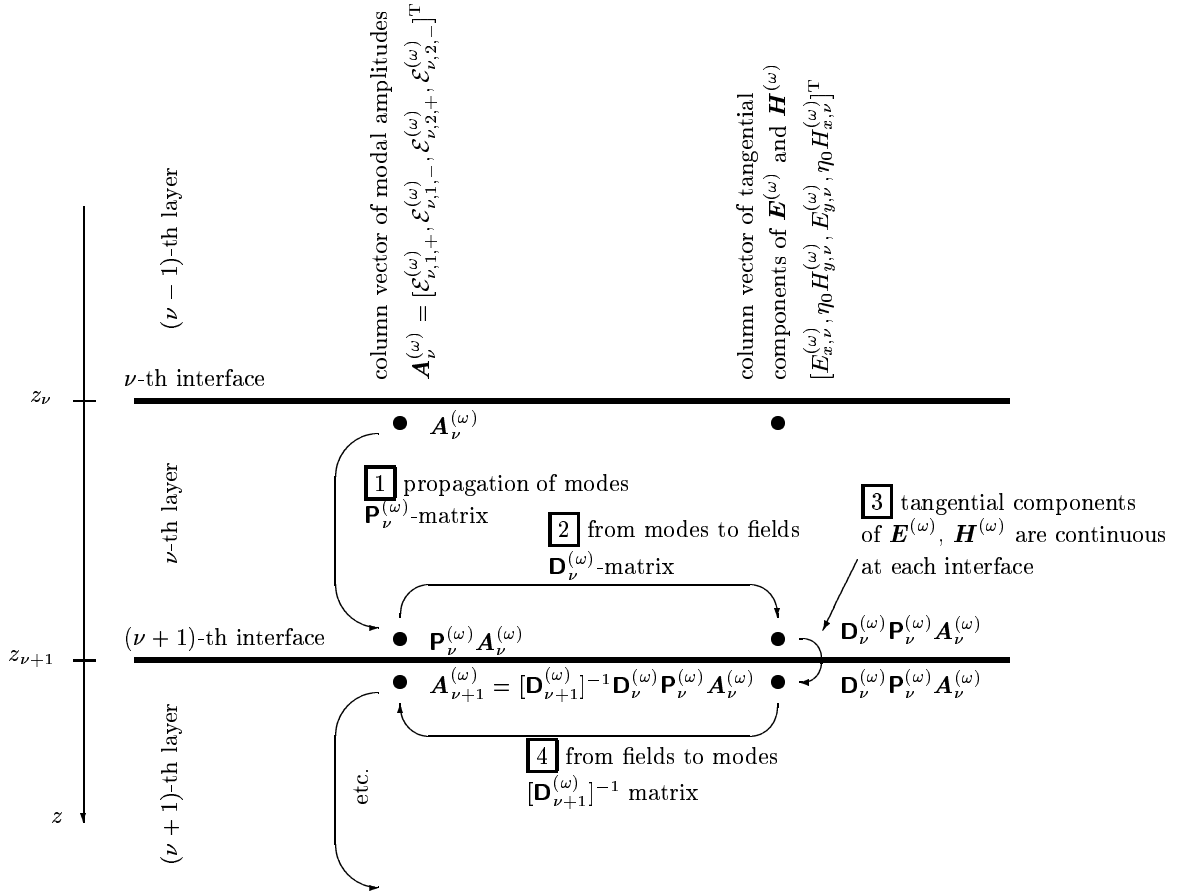 column vector of modal amplitudes
𝑨_ν^(ω) = [ℰ_{ν,1,+}^(ω), ℰ_{ν,1,−}^(ω), ℰ_{ν,2,+}^(ω), ℰ_{ν,2,−}^(ω)]^T
column vector of tangential
components of 𝑬^(ω) and 𝑯^(ω)
[E_{x,ν}^(ω), η₀H_{y,ν}^(ω), E_{y,ν}^(ω), η₀H_{x,ν}^(ω)]^T
(ν − 1)-th layer
ν-th interface
z_ν
𝑨_ν^(ω)
1 propagation of modes
𝗣_ν^(ω)-matrix
ν-th layer
2 from modes to fields
𝗗_ν^(ω)-matrix
3 tangential components
of 𝑬^(ω), 𝑯^(ω) are continuous
at each interface
(ν + 1)-th interface
𝗣_ν^(ω)𝑨_ν^(ω)
𝗗_ν^(ω)𝗣_ν^(ω)𝑨_ν^(ω)
z_{ν+1}
𝑨_{ν+1}^(ω) = [𝗗_{ν+1}^(ω)]^{−1}𝗗_ν^(ω)𝗣_ν^(ω)𝑨_ν^(ω)
𝗗_ν^(ω)𝗣_ν^(ω)𝑨_ν^(ω)
4 from fields to modes
[𝗗_{ν+1}^(ω)]^{−1} matrix
etc.
(ν + 1)-th layer
z